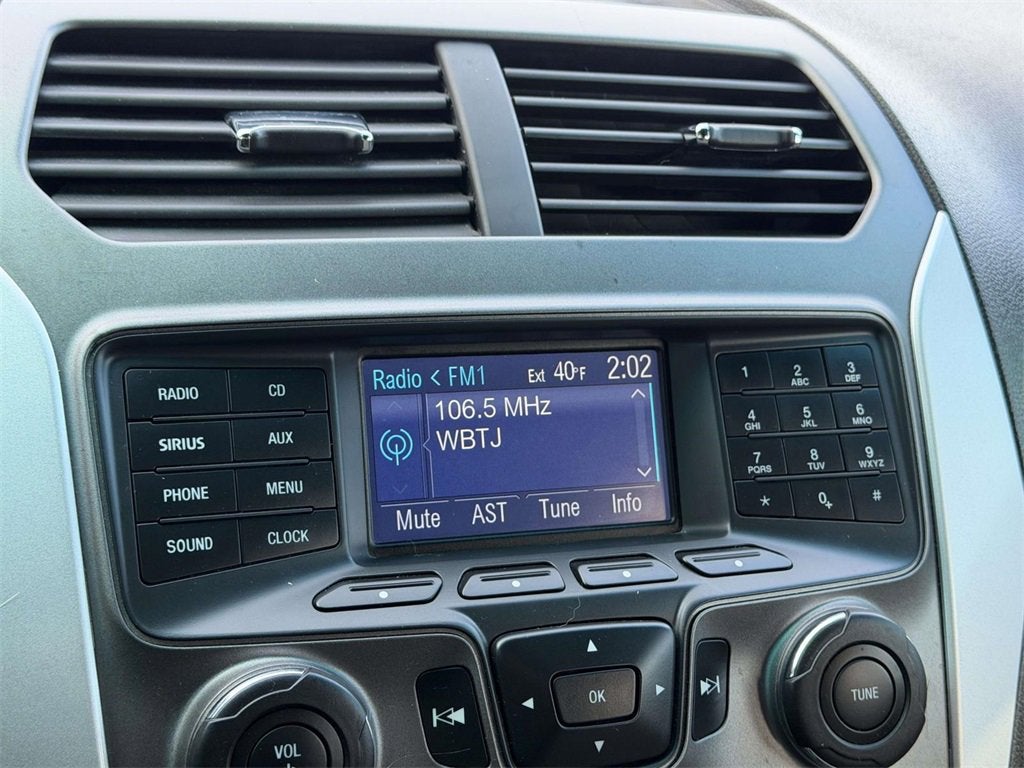 RADIO CD
SIRIUS AUX
PHONE MENU
SOUND CLOCK
Radio < FM1 Ext 40°F 2:02
106.5 MHz
WBTJ
Mute AST Tune Info
1 2 ABC 3 DEF
4 GHI 5 JKL 6 MNO
7 PQRS 8 TUV 9 WXYZ
* 0+ #
OK
VOL
TUNE